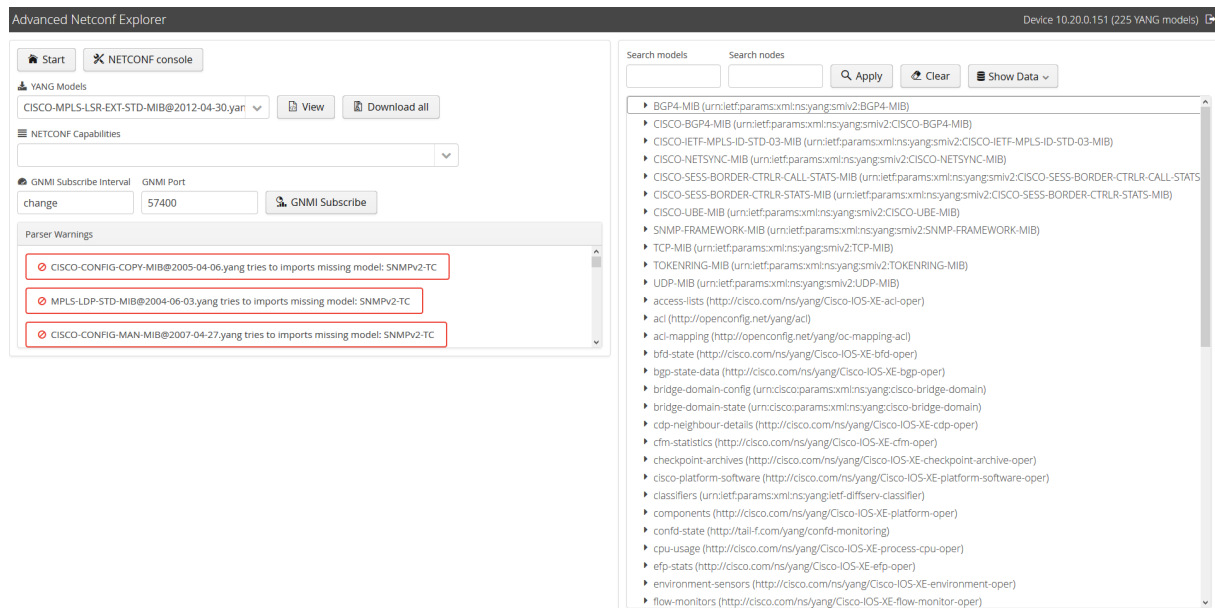 Advanced Netconf Explorer
Device 10.20.0.151 (225 YANG models)
Start
NETCONF console
YANG Models
CISCO-MPLS-LSR-EXT-STD-MIB@2012-04-30.yan
View
Download all
NETCONF Capabilities
GNMI Subscribe Interval
GNMI Port
change
57400
GNMI Subscribe
Parser Warnings
CISCO-CONFIG-COPY-MIB@2005-04-06.yang tries to imports missing model: SNMPv2-TC
MPLS-LDP-STD-MIB@2004-06-03.yang tries to imports missing model: SNMPv2-TC
CISCO-CONFIG-MAN-MIB@2007-04-27.yang tries to imports missing model: SNMPv2-TC
Search models
Search nodes
Apply
Clear
Show Data
BGP4-MIB (urn:ietf:params:xml:ns:yang:smiv2:BGP4-MIB)
CISCO-BGP4-MIB (urn:ietf:params:xml:ns:yang:smiv2:CISCO-BGP4-MIB)
CISCO-IETF-MPLS-ID-STD-03-MIB (urn:ietf:params:xml:ns:yang:smiv2:CISCO-IETF-MPLS-ID-STD-03-MIB)
CISCO-NETSYNC-MIB (urn:ietf:params:xml:ns:yang:smiv2:CISCO-NETSYNC-MIB)
CISCO-SESS-BORDER-CTRLR-CALL-STATS-MIB (urn:ietf:params:xml:ns:yang:smiv2:CISCO-SESS-BORDER-CTRLR-CALL-STATS
CISCO-SESS-BORDER-CTRLR-STATS-MIB (urn:ietf:params:xml:ns:yang:smiv2:CISCO-SESS-BORDER-CTRLR-STATS-MIB)
CISCO-UBE-MIB (urn:ietf:params:xml:ns:yang:smiv2:CISCO-UBE-MIB)
SNMP-FRAMEWORK-MIB (urn:ietf:params:xml:ns:yang:smiv2:SNMP-FRAMEWORK-MIB)
TCP-MIB (urn:ietf:params:xml:ns:yang:smiv2:TCP-MIB)
TOKENRING-MIB (urn:ietf:params:xml:ns:yang:smiv2:TOKENRING-MIB)
UDP-MIB (urn:ietf:params:xml:ns:yang:smiv2:UDP-MIB)
access-lists (http://cisco.com/ns/yang/Cisco-IOS-XE-acl-oper)
acl (http://openconfig.net/yang/acl)
acl-mapping (http://openconfig.net/yang/oc-mapping-acl)
bfd-state (http://cisco.com/ns/yang/Cisco-IOS-XE-bfd-oper)
bgp-state-data (http://cisco.com/ns/yang/Cisco-IOS-XE-bgp-oper)
bridge-domain-config (urn:cisco:params:xml:ns:yang:cisco-bridge-domain)
bridge-domain-state (urn:cisco:params:xml:ns:yang:cisco-bridge-domain)
cdp-neighbour-details (http://cisco.com/ns/yang/Cisco-IOS-XE-cdp-oper)
cfm-statistics (http://cisco.com/ns/yang/Cisco-IOS-XE-cfm-oper)
checkpoint-archives (http://cisco.com/ns/yang/Cisco-IOS-XE-checkpoint-archive-oper)
cisco-platform-software (http://cisco.com/ns/yang/Cisco-IOS-XE-platform-software-oper)
classifiers (urn:ietf:params:xml:ns:yang:ietf-diffserv-classifier)
components (http://cisco.com/ns/yang/Cisco-IOS-XE-platform-oper)
confd-state (http://tail-f.com/yang/confd-monitoring)
cpu-usage (http://cisco.com/ns/yang/Cisco-IOS-XE-process-cpu-oper)
efp-stats (http://cisco.com/ns/yang/Cisco-IOS-XE-efp-oper)
environment-sensors (http://cisco.com/ns/yang/Cisco-IOS-XE-environment-oper)
flow-monitors (http://cisco.com/ns/yang/Cisco-IOS-XE-flow-monitor-oper)